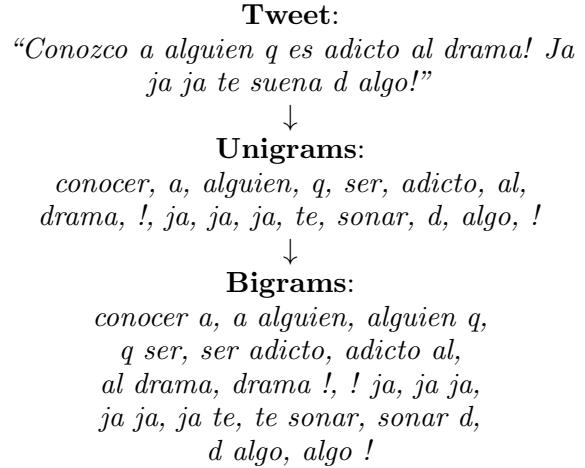 Tweet:
“Conozco a alguien q es adicto al drama! Ja
ja ja te suena d algo!”
↓
Unigrams:
conocer, a, alguien, q, ser, adicto, al,
drama, !, ja, ja, ja, te, sonar, d, algo, !
↓
Bigrams:
conocer a, a alguien, alguien q,
q ser, ser adicto, adicto al,
al drama, drama !, ! ja, ja ja,
ja ja, ja te, te sonar, sonar d,
d algo, algo !